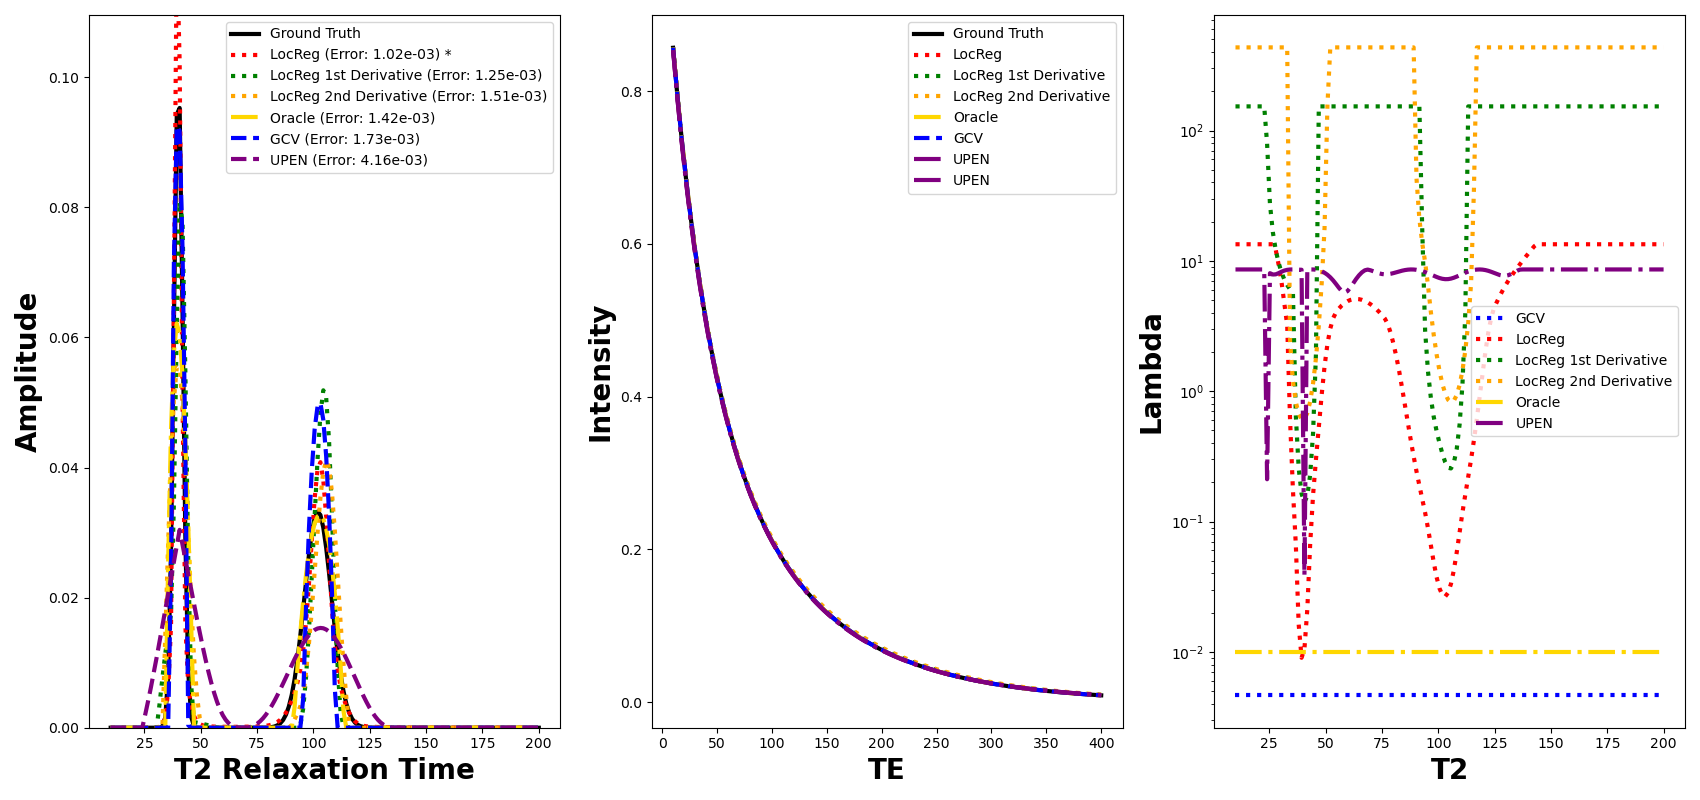 Amplitude
0.10
0.08
0.06
0.04
0.02
0.00
Ground Truth
LocReg (Error: 1.02e-03) *
LocReg 1st Derivative (Error: 1.25e-03)
LocReg 2nd Derivative (Error: 1.51e-03)
Oracle (Error: 1.42e-03)
GCV (Error: 1.73e-03)
UPEN (Error: 4.16e-03)
25 50 75 100 125 150 175 200
T2 Relaxation Time
Intensity
0.8
0.6
0.4
0.2
0.0
Ground Truth
LocReg
LocReg 1st Derivative
LocReg 2nd Derivative
Oracle
GCV
UPEN
UPEN
0 50 100 150 200 250 300 350 400
TE
Lambda
10²
10¹
10⁰
10⁻¹
10⁻²
GCV
LocReg
LocReg 1st Derivative
LocReg 2nd Derivative
Oracle
UPEN
25 50 75 100 125 150 175 200
T2